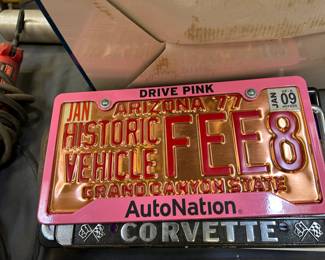 DRIVE PINK
JAN ARIZONA '77 JAN 09
HISTORIC
VEHICLE
FEE8
GRAND CANYON STATE
AutoNation®
CORVETTE